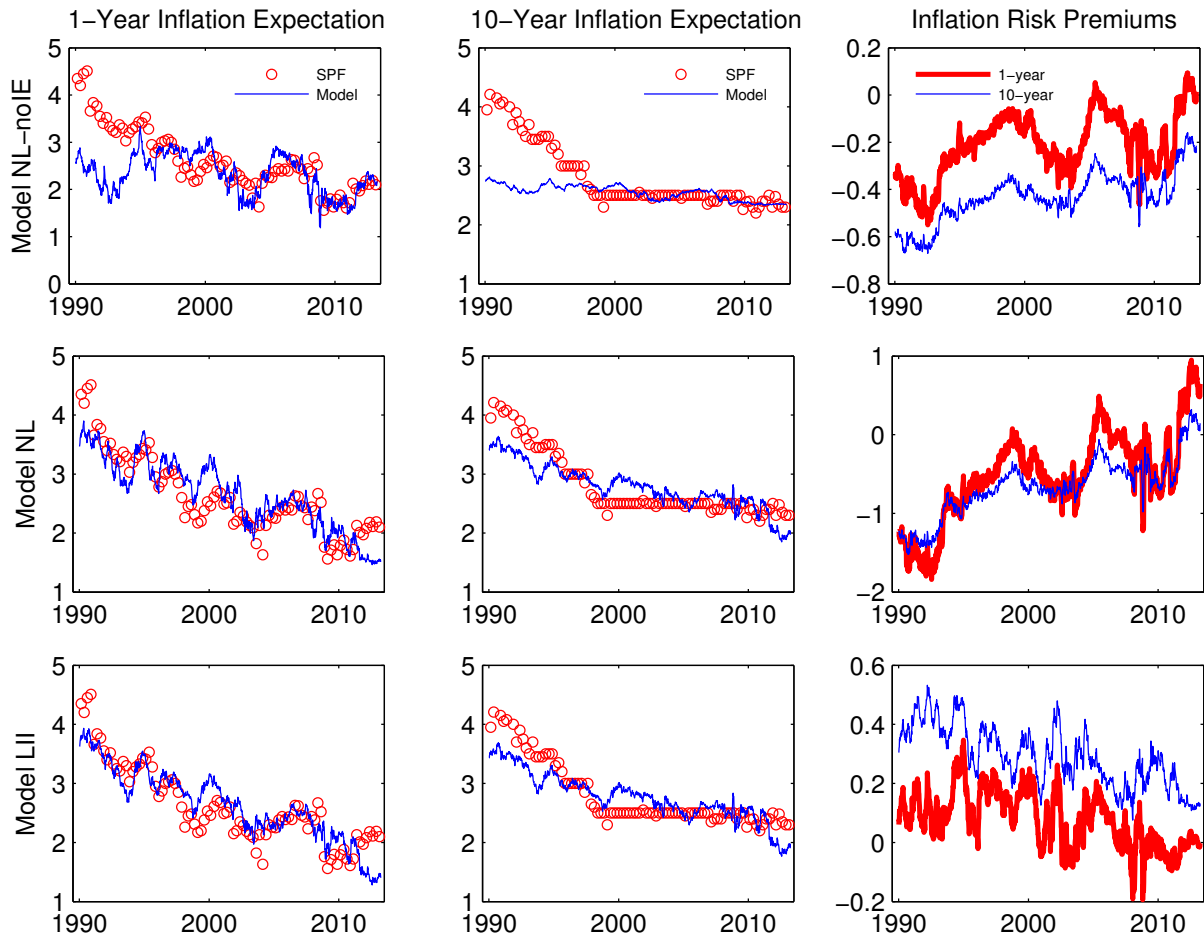 1−Year Inflation Expectation
10−Year Inflation Expectation
Inflation Risk Premiums
Model NL−noIE
5
4
3
2
1
0
1990 2000 2010
SPF
Model
5
4
3
2
1
1990 2000 2010
SPF
Model
0.2
0
−0.2
−0.4
−0.6
−0.8
1990 2000 2010
1−year
10−year
Model NL
5
4
3
2
1
1990 2000 2010
5
4
3
2
1
1990 2000 2010
1
0
−1
−2
1990 2000 2010
Model LII
5
4
3
2
1
1990 2000 2010
5
4
3
2
1
1990 2000 2010
0.6
0.4
0.2
0
−0.2
1990 2000 2010